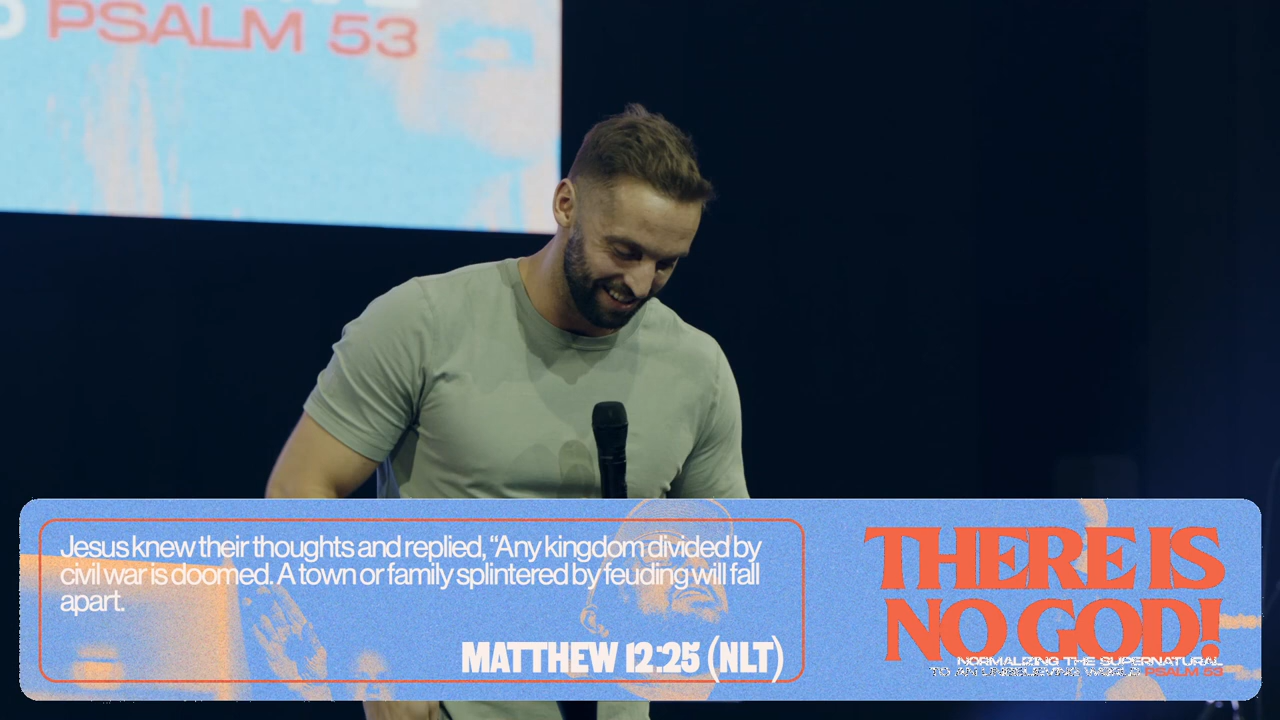 PSALM 53
Jesus knew their thoughts and replied, “Any kingdom divided by
civil war is doomed. A town or family splintered by feuding will fall
apart.
MATTHEW 12:25 (NLT)
THERE IS
NO GOD!
NORMALIZING THE SUPERNATURAL
PSALM 53